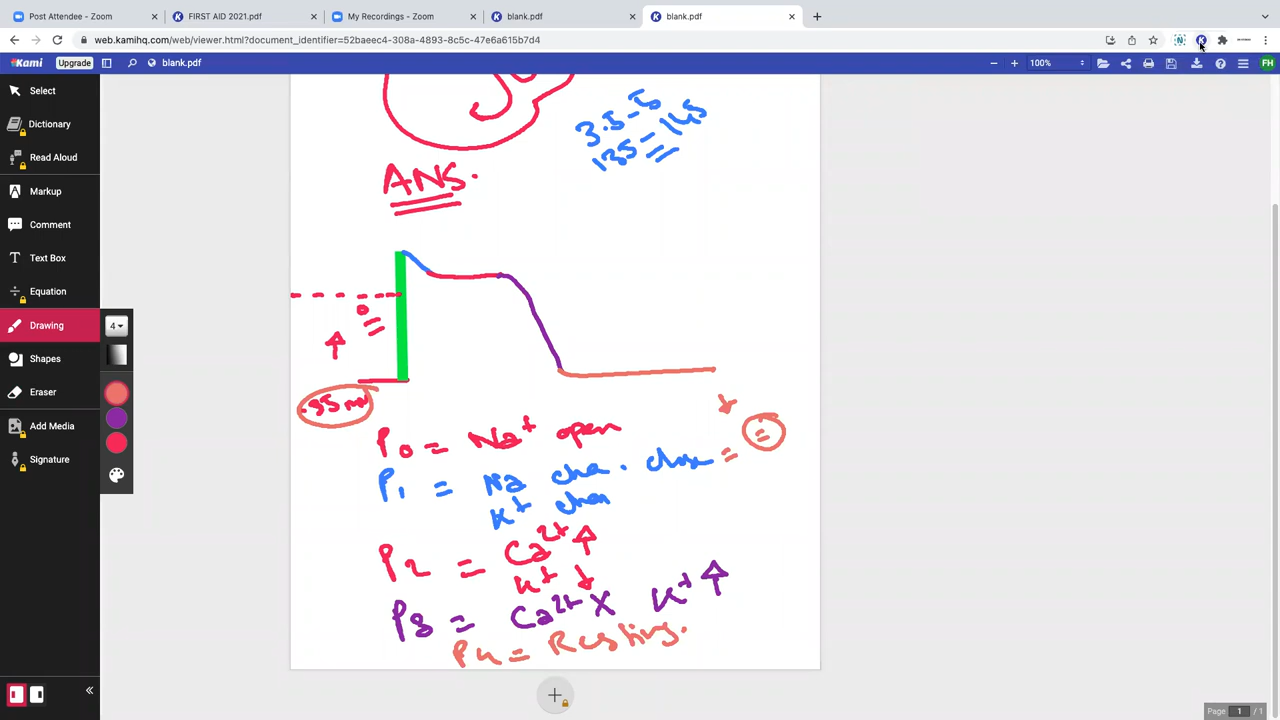 Post Attendee - Zoom
FIRST AID 2021.pdf
My Recordings - Zoom
blank.pdf
blank.pdf
web.kamihq.com/web/viewer.html?document_identifier=52baeec4-308a-4893-8c5c-47e6a615b7d4
Kami
Upgrade
blank.pdf
100%
FH
Select
Dictionary
Read Aloud
Markup
Comment
Text Box
Equation
Drawing
Shapes
Eraser
Add Media
Signature
4
3.5-5
135-145
ANS.
0
P0 = Na+ open
P1 = Na cha. close =
K+ chan
P2 = Ca2+ ↑
K+ ↓
P3 = Ca2+ X K+ ↑
P4 = Resting.
Page 1 / 1